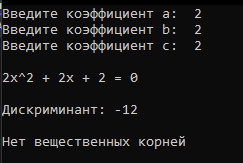 Введите коэффициент a:  2
Введите коэффициент b:  2
Введите коэффициент c:  2
2x^2 + 2x + 2 = 0
Дискриминант: -12
Нет вещественных корней